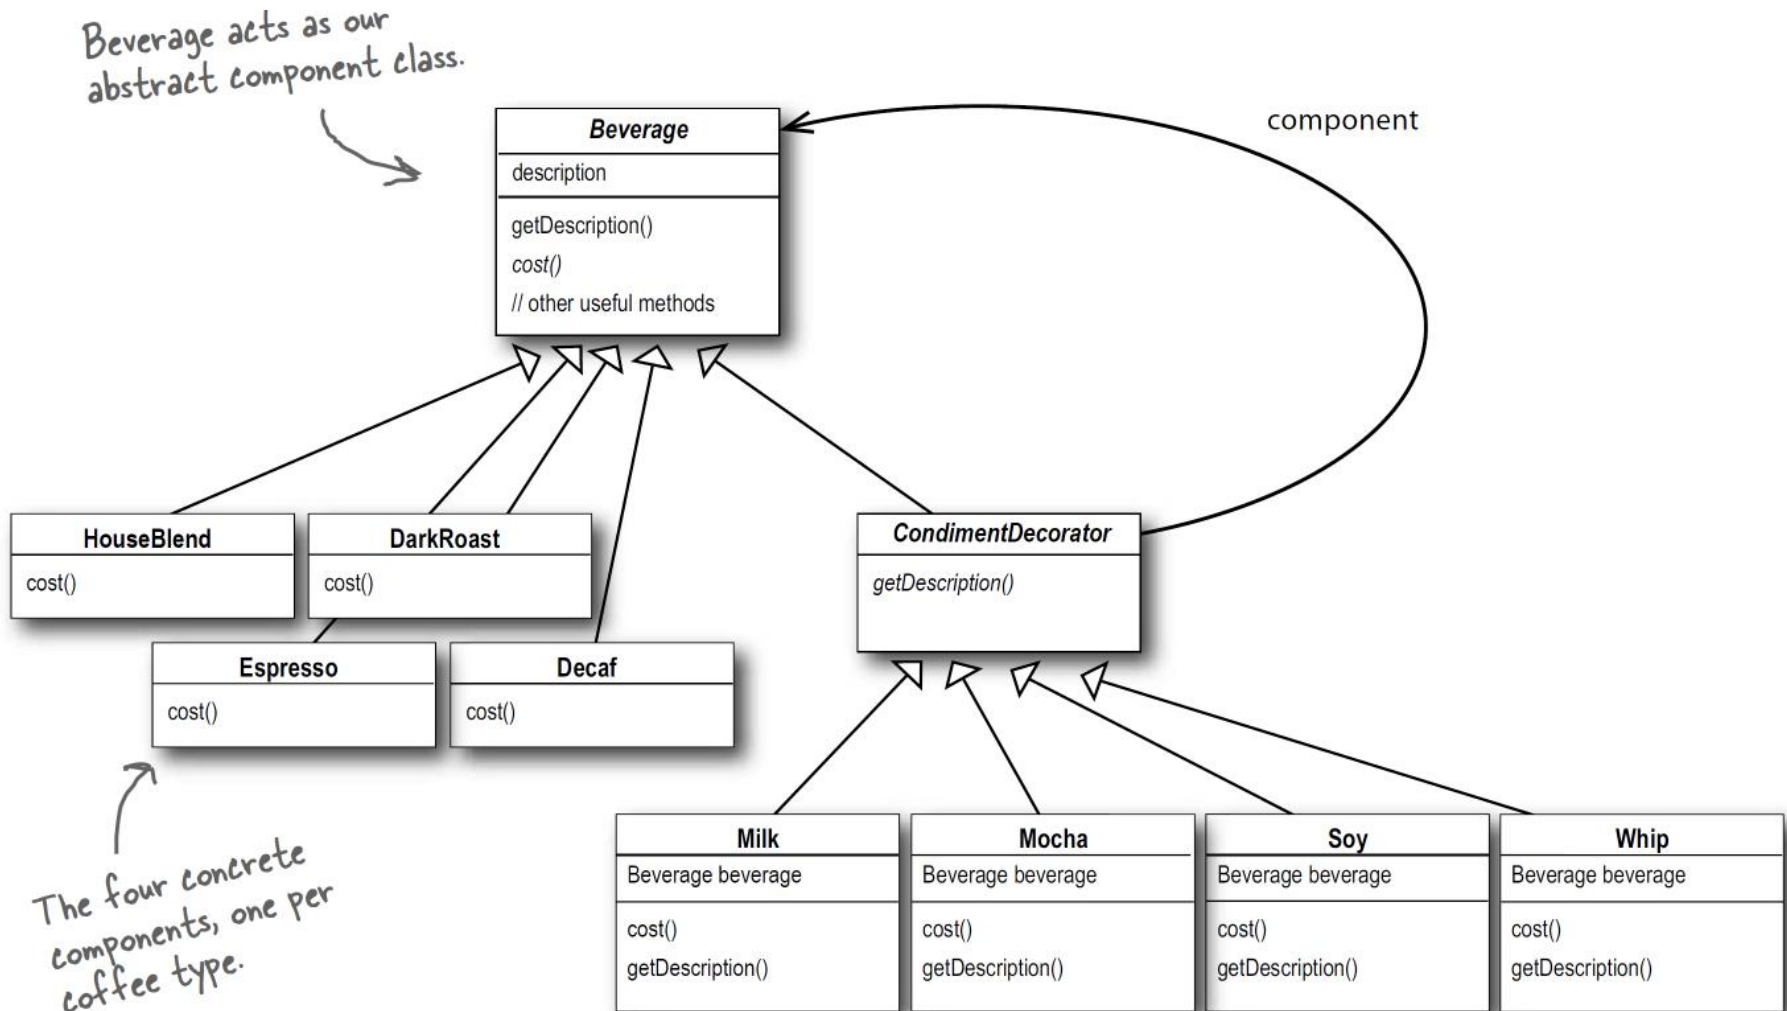 Beverage acts as our
abstract component class.
component
Beverage
description
getDescription()
cost()
// other useful methods
HouseBlend
cost()
DarkRoast
cost()
CondimentDecorator
getDescription()
Espresso
cost()
Decaf
cost()
The four concrete
components, one per
coffee type.
Milk
Beverage beverage
cost()
getDescription()
Mocha
Beverage beverage
cost()
getDescription()
Soy
Beverage beverage
cost()
getDescription()
Whip
Beverage beverage
cost()
getDescription()